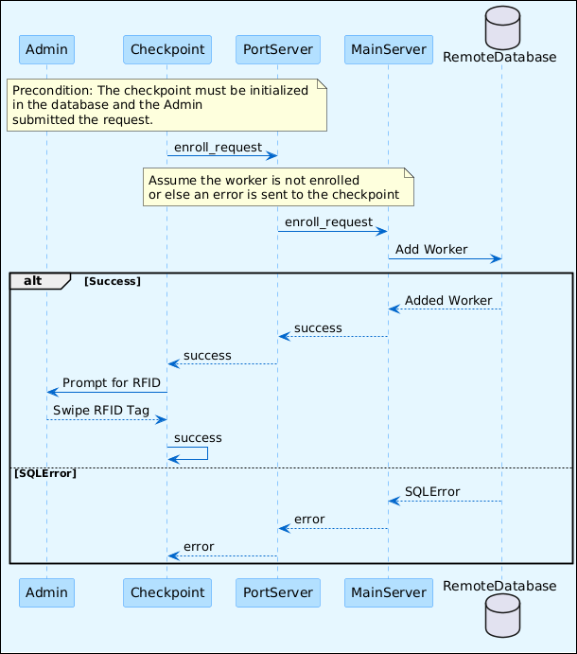 Admin
Checkpoint
PortServer
MainServer
RemoteDatabase
Precondition: The checkpoint must be initialized
in the database and the Admin
submitted the request.
enroll_request
Assume the worker is not enrolled
or else an error is sent to the checkpoint
enroll_request
Add Worker
alt
[Success]
Added Worker
success
success
Prompt for RFID
Swipe RFID Tag
success
[SQLError]
SQLError
error
error
Admin
Checkpoint
PortServer
MainServer
RemoteDatabase